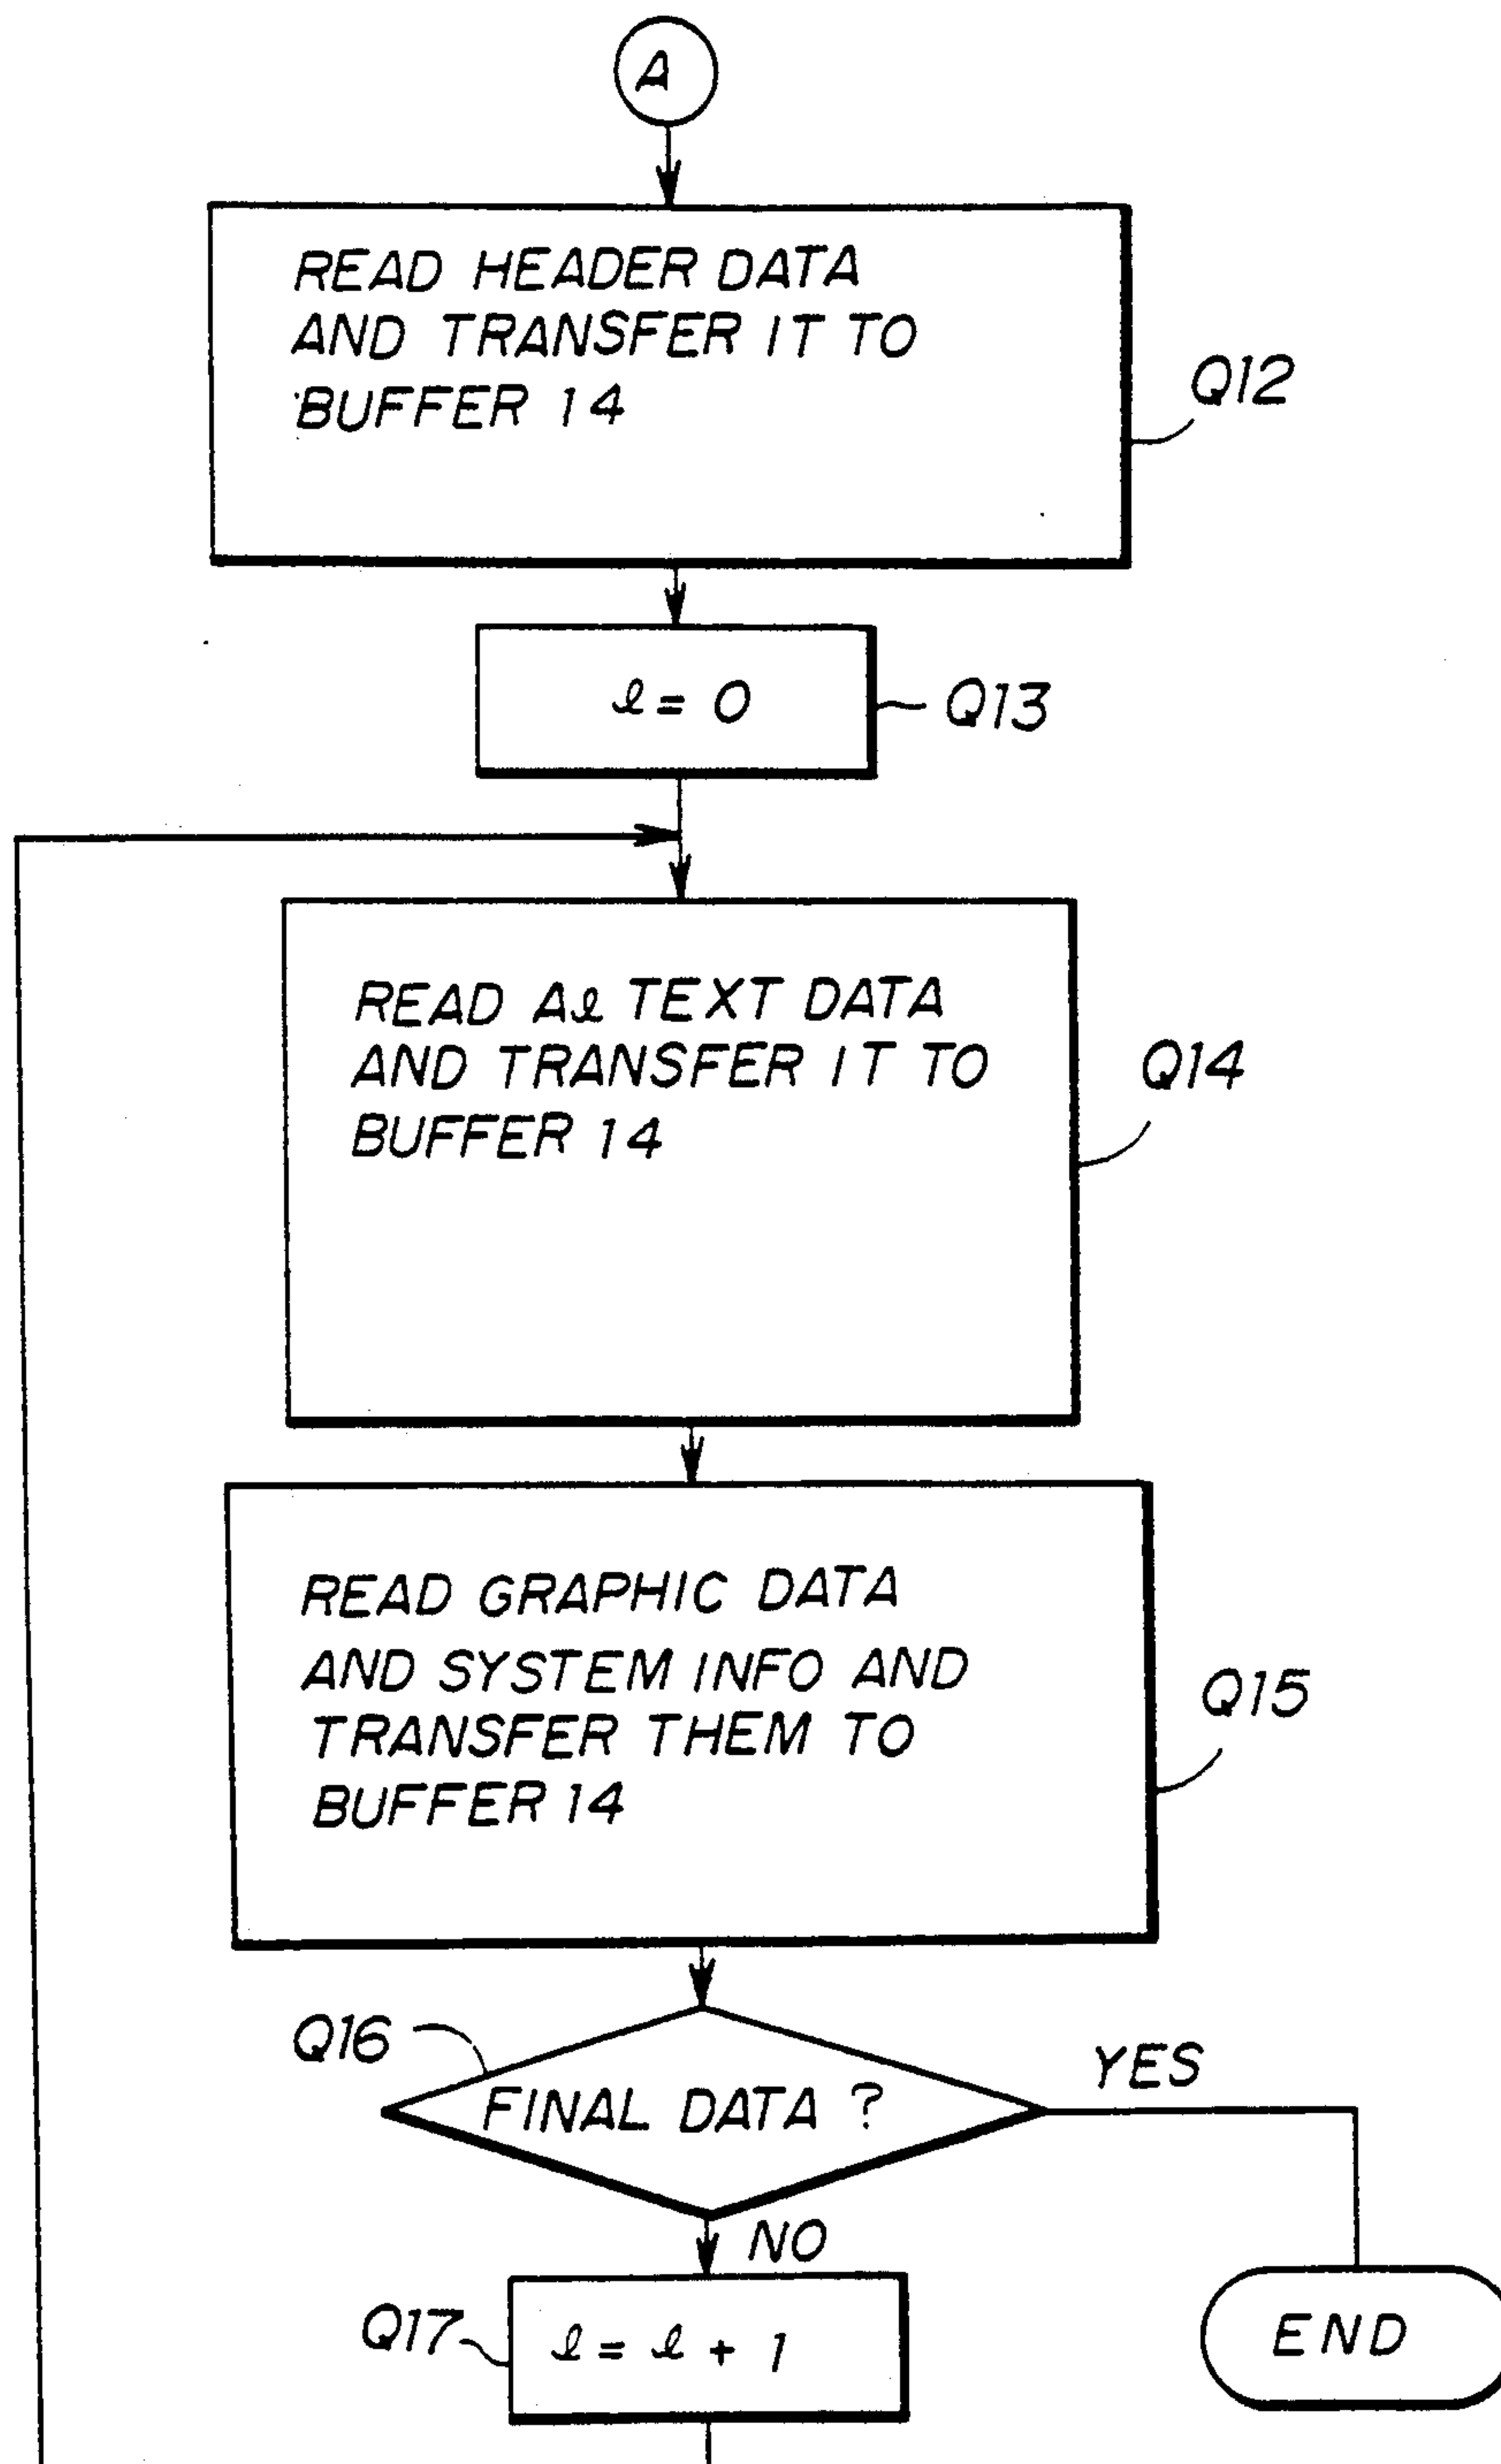 A
READ HEADER DATA
AND TRANSFER IT TO
BUFFER 14
Q12
ℓ = 0
Q13
READ Aℓ TEXT DATA
AND TRANSFER IT TO
BUFFER 14
Q14
READ GRAPHIC DATA
AND SYSTEM INFO AND
TRANSFER THEM TO
BUFFER 14
Q15
Q16
FINAL DATA ?
YES
NO
Q17
ℓ = ℓ + 1
END